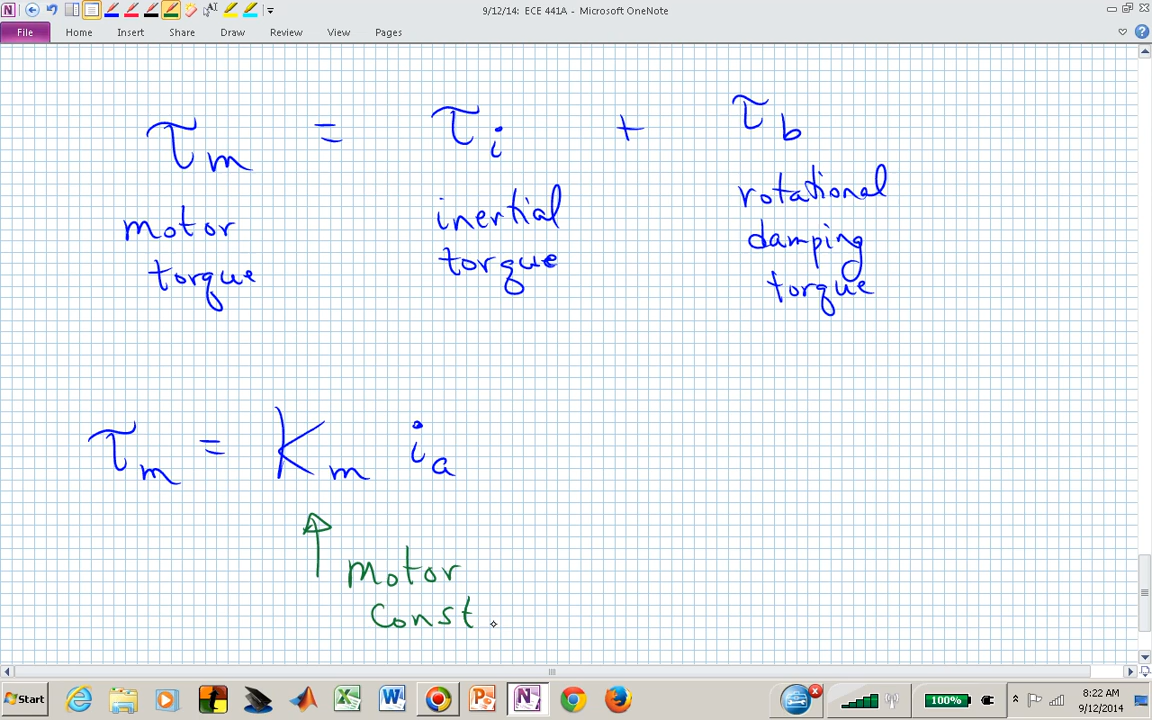 9/12/14: ECE 441A - Microsoft OneNote
File Home Insert Share Draw Review View Pages
τm = τi + τb
motor torque
inertial torque
rotational damping torque
τm = Km ia
motor
const
Start
100%
8:22 AM
9/12/2014